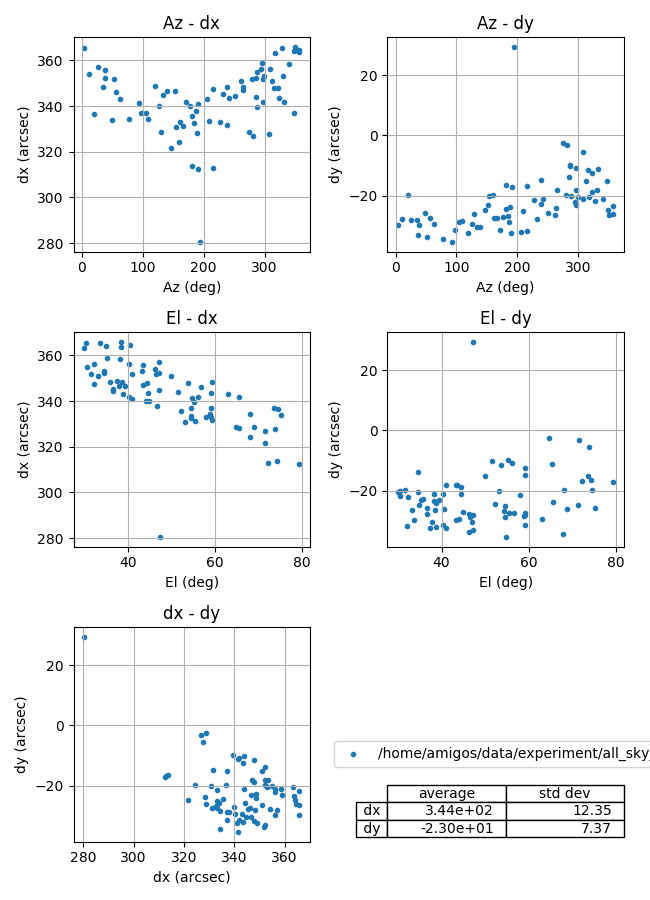 Az - dx
360
340
320
300
280
dx (arcsec)
0
100
200
300
Az (deg)
Az - dy
20
0
−20
dy (arcsec)
0
100
200
300
Az (deg)
El - dx
360
340
320
300
280
dx (arcsec)
40
60
80
El (deg)
El - dy
20
0
−20
dy (arcsec)
40
60
80
El (deg)
dx - dy
20
0
−20
dy (arcsec)
280
300
320
340
360
dx (arcsec)
/home/amigos/data/experiment/all_sky_
average std dev
dx 3.44e+02 12.35
dy -2.30e+01 7.37